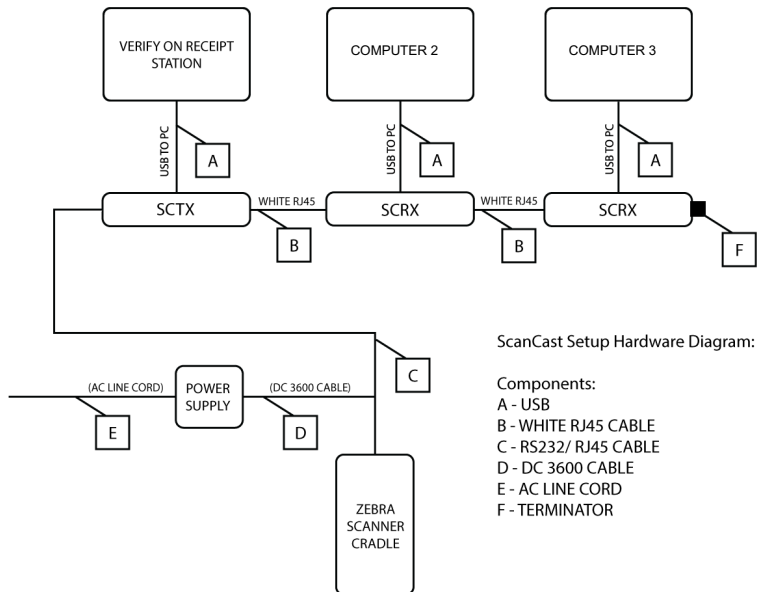 VERIFY ON RECEIPT
STATION
COMPUTER 2
COMPUTER 3
USB TO PC
A
USB TO PC
A
USB TO PC
A
SCTX
WHITE RJ45
SCRX
WHITE RJ45
SCRX
B
B
F
ScanCast Setup Hardware Diagram:
C
(AC LINE CORD)
POWER
SUPPLY
(DC 3600 CABLE)
E
D
Components:
A - USB
B - WHITE RJ45 CABLE
C - RS232/ RJ45 CABLE
D - DC 3600 CABLE
E - AC LINE CORD
F - TERMINATOR
ZEBRA
SCANNER
CRADLE